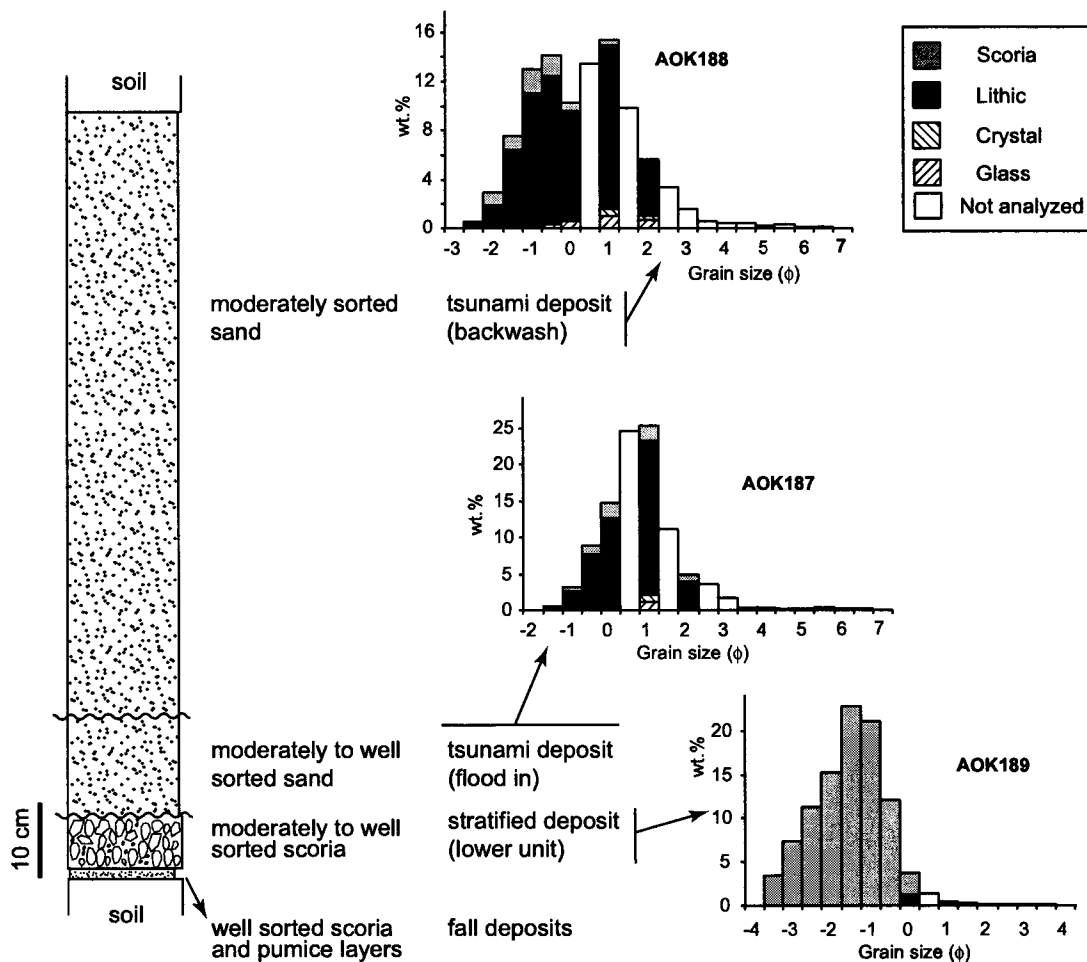 soil
moderately sorted
sand
moderately to well
sorted sand
moderately to well
sorted scoria
10 cm
soil
well sorted scoria
and pumice layers
tsunami deposit
(backwash)
tsunami deposit
(flood in)
stratified deposit
(lower unit)
fall deposits
AOK188
wt.%
16
12
8
4
0
-3 -2 -1 0 1 2 3 4 5 6 7
Grain size (ϕ)
AOK187
wt.%
25
20
15
10
5
0
-2 -1 0 1 2 3 4 5 6 7
Grain size (ϕ)
AOK189
wt.%
20
15
10
5
0
-4 -3 -2 -1 0 1 2 3 4
Grain size (ϕ)
Scoria
Lithic
Crystal
Glass
Not analyzed